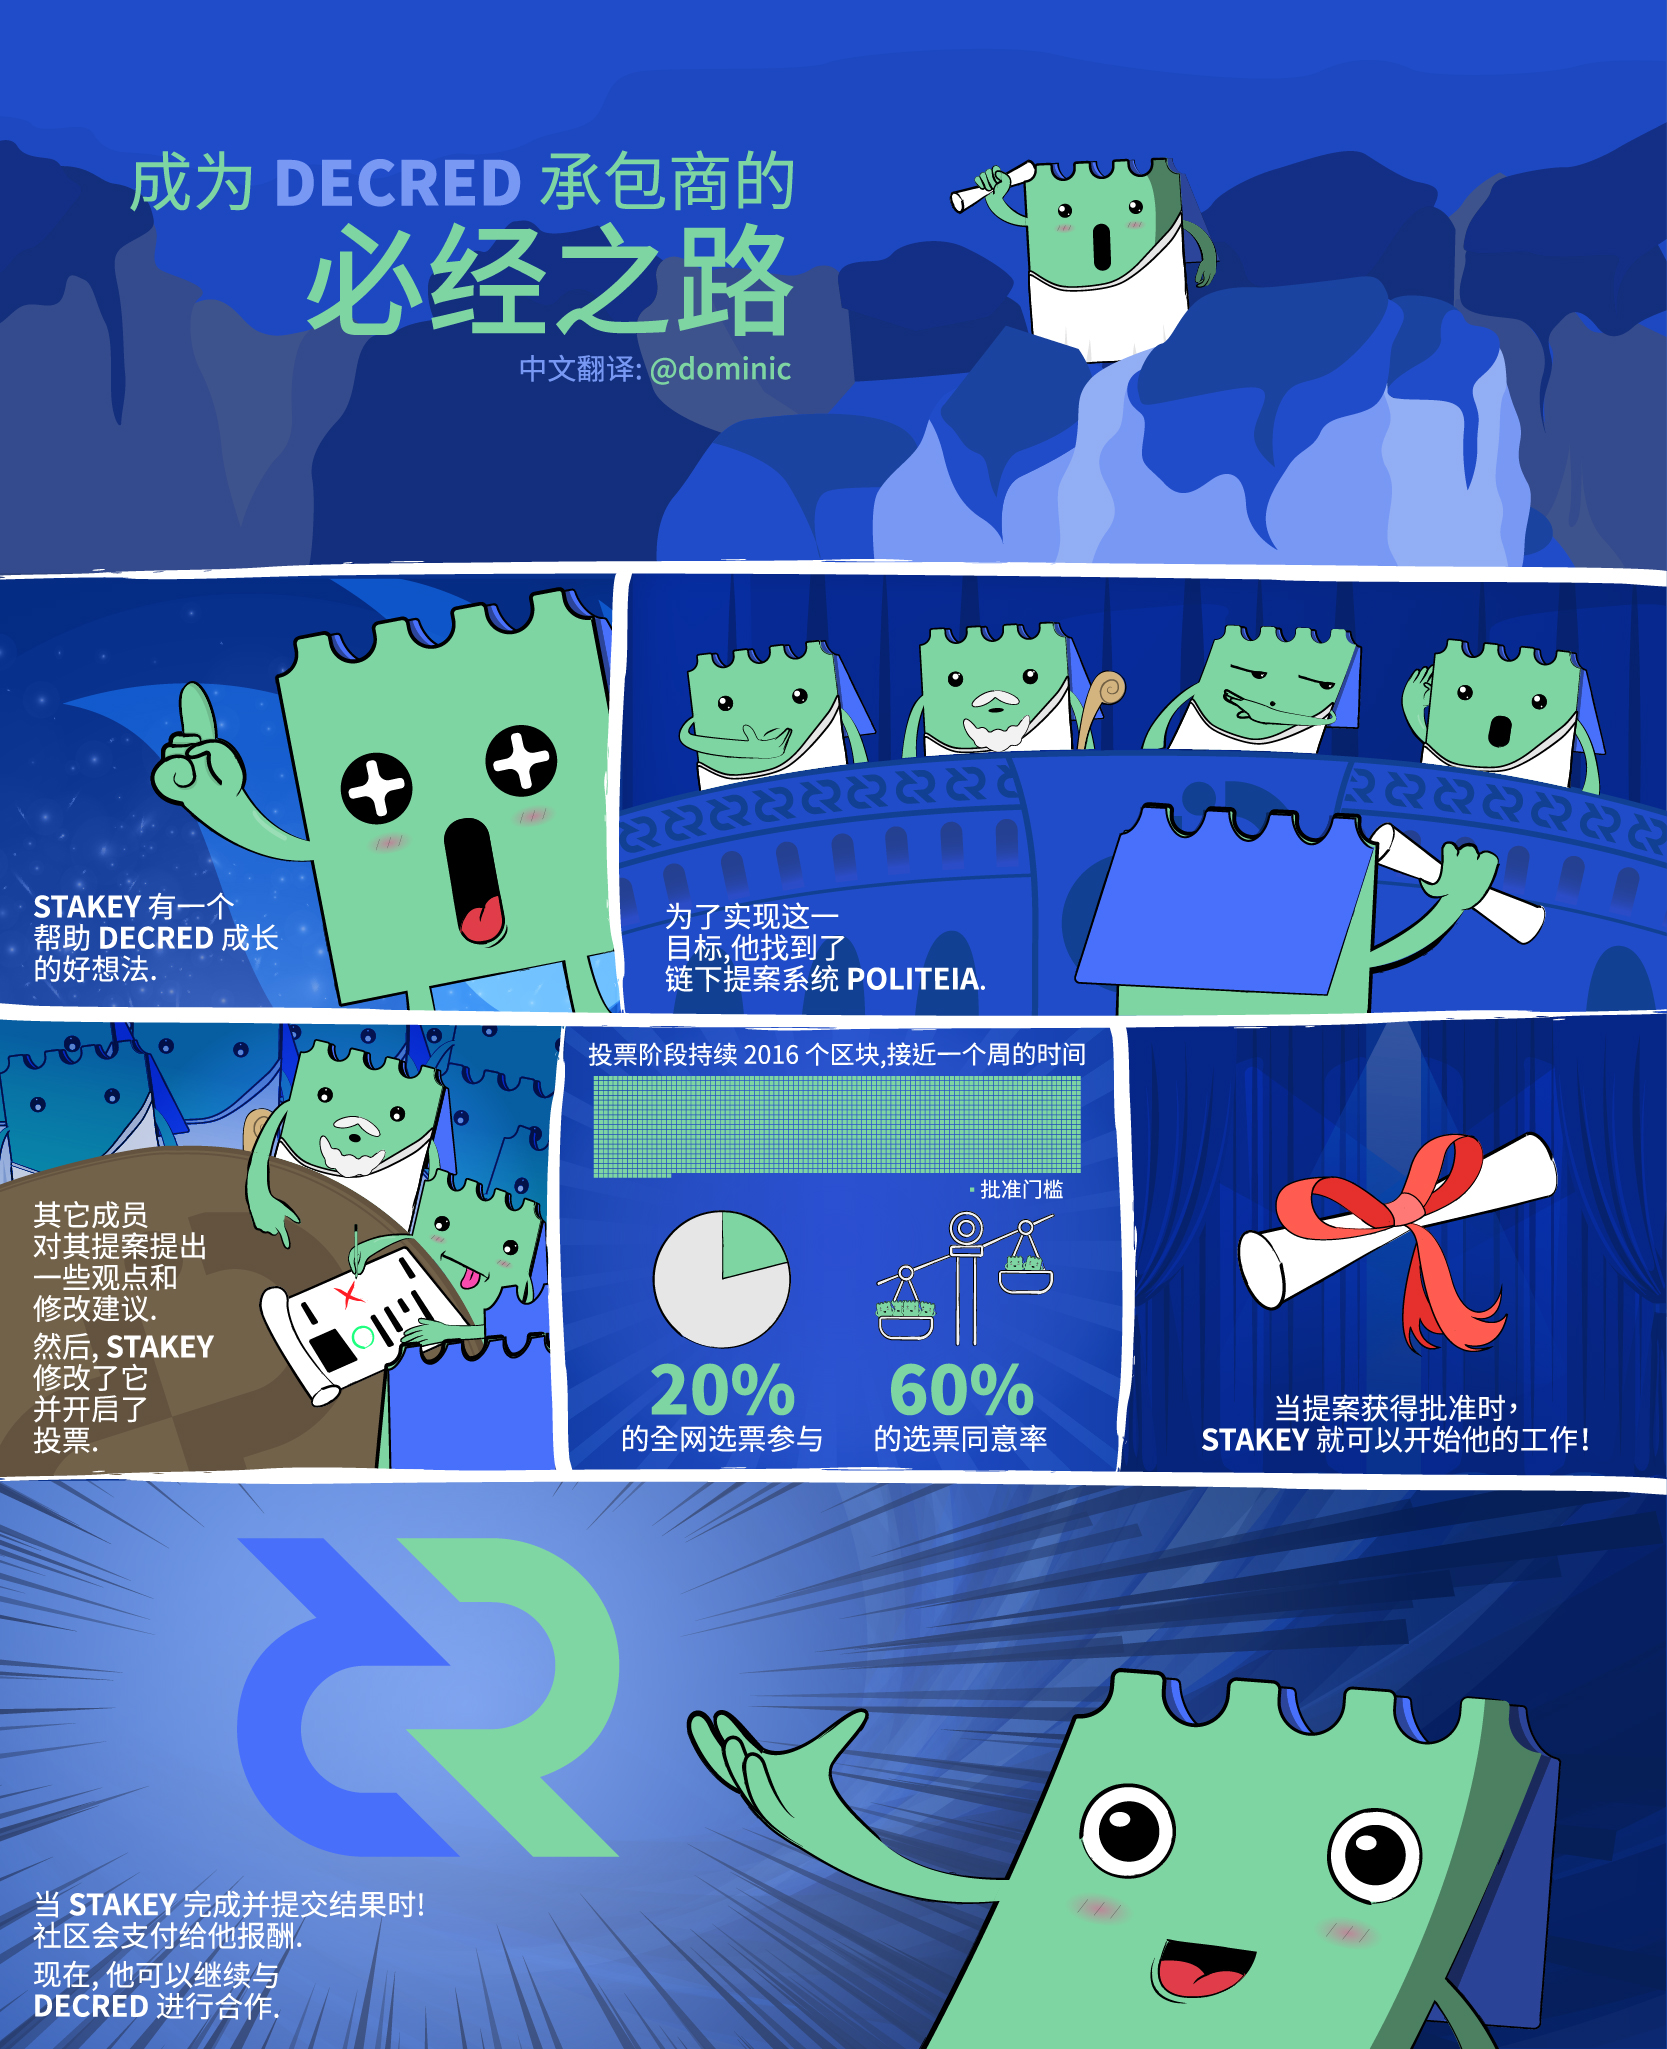 成为 DECRED 承包商的
必经之路
中文翻译: @dominic
STAKEY 有一个
帮助 DECRED 成长
的好想法.
为了实现这一
目标,他找到了
链下提案系统 POLITEIA.
其它成员
对其提案提出
一些观点和
修改建议.
然后, STAKEY
修改了它
并开启了
投票.
投票阶段持续 2016 个区块,接近一个周的时间
批准门槛
20%
的全网选票参与
60%
的选票同意率
当提案获得批准时，
STAKEY 就可以开始他的工作!
当 STAKEY 完成并提交结果时!
社区会支付给他报酬.
现在, 他可以继续与
DECRED 进行合作.